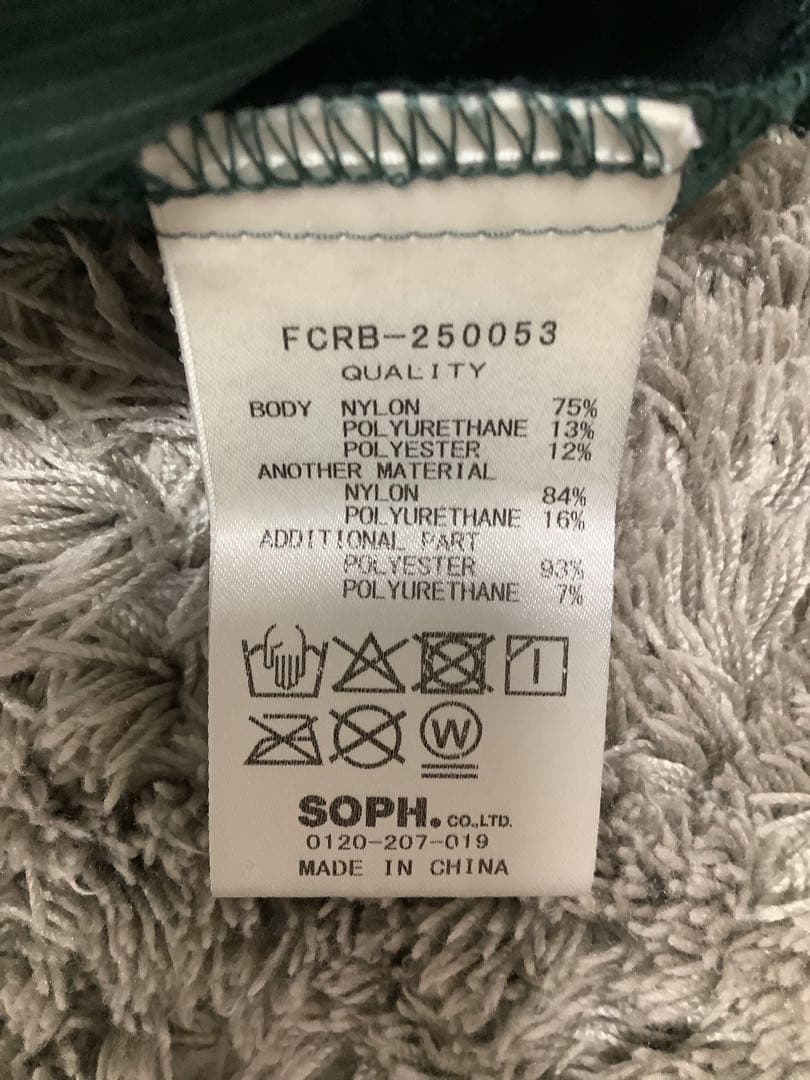 FCRB-250053
QUALITY
BODY NYLON 75%
POLYURETHANE 13%
POLYESTER 12%
ANOTHER MATERIAL
NYLON 84%
POLYURETHANE 16%
ADDITIONAL PART
POLYESTER 93%
POLYURETHANE 7%
W
SOPH. CO.,LTD.
0120-207-019
MADE IN CHINA